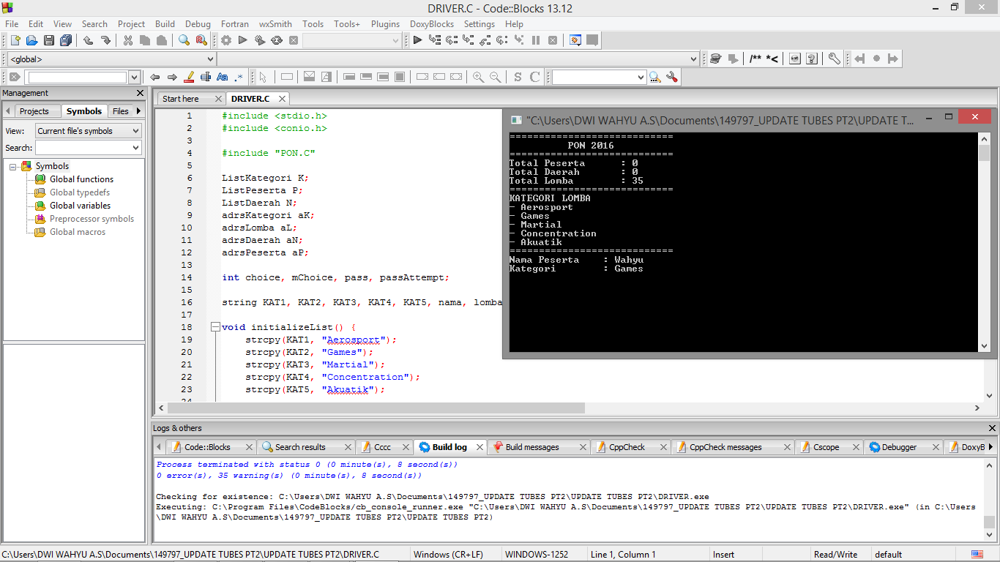 DRIVER.C - Code::Blocks 13.12
File Edit View Search Project Build Debug Fortran wxSmith Tools Tools+ Plugins DoxyBlocks Settings Help
<global>
/** *<
Aa .*
S C
Management
Projects Symbols Files
View: Current file's symbols
Search:
Symbols
Global functions
Global typedefs
Global variables
Preprocessor symbols
Global macros
Start here DRIVER.C
1 #include <stdio.h>
2 #include <conio.h>
3
4 #include "PON.C"
5
6 ListKategori K;
7 ListPeserta P;
8 ListDaerah N;
9 adrsKategori aK;
10 adrsLomba aL;
11 adrsDaerah aN;
12 adrsPeserta aP;
13
14 int choice, mChoice, pass, passAttempt;
15
16 string KAT1, KAT2, KAT3, KAT4, KAT5, nama, lomba
17
18 void initializeList() {
19 strcpy(KAT1, "Aerosport");
20 strcpy(KAT2, "Games");
21 strcpy(KAT3, "Martial");
22 strcpy(KAT4, "Concentration");
23 strcpy(KAT5, "Akuatik");
24
"C:\Users\DWI WAHYU A.S\Documents\149797_UPDATE TUBES PT2\UPDATE T...
============================
PON 2016
============================
Total Peserta : 0
Total Daerah : 0
Total Lomba : 35
============================
KATEGORI LOMBA
- Aerosport
- Games
- Martial
- Concentration
- Akuatik
============================
Nama Peserta : Wahyu
Kategori : Games
Logs & others
Code::Blocks Search results Cccc Build log Build messages CppCheck CppCheck messages Cscope Debugger DoxyB
Process terminated with status 0 (0 minute(s), 8 second(s))
0 error(s), 35 warning(s) (0 minute(s), 8 second(s))
Checking for existence: C:\Users\DWI WAHYU A.S\Documents\149797_UPDATE TUBES PT2\UPDATE TUBES PT2\DRIVER.exe
Executing: C:\Program Files\CodeBlocks/cb_console_runner.exe "C:\Users\DWI WAHYU A.S\Documents\149797_UPDATE TUBES PT2\UPDATE TUBES PT2\DRIVER.exe" (in C:\Users
\DWI WAHYU A.S\Documents\149797_UPDATE TUBES PT2\UPDATE TUBES PT2)
C:\Users\DWI WAHYU A.S\Documents\149797_UPDATE TUBES PT2\UPDATE TUBES PT2\DRIVER.C Windows (CR+LF) WINDOWS-1252 Line 1, Column 1 Insert Read/Write default